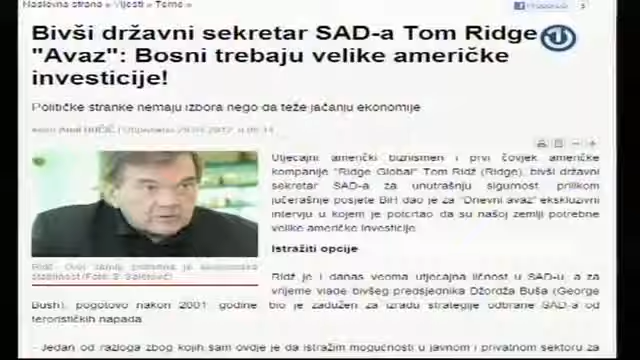 Naslovna strana » Vijesti » Teme »
Bivši državni sekretar SAD-a Tom Ridge
"Avaz": Bosni trebaju velike američke
investicije!
Političke stranke nemaju izbora nego da teže jačanju ekonomije
Utjecajni američki biznismen i prvi čovjek američke
kompanije "Ridge Global" Tom Ridž (Ridge), bivši državni
sekretar SAD-a za unutrašnju sigurnost prilikom
jučerašnje posjete BiH dao je za "Dnevni avaz" ekskluzivni
intervju u kojem je potcrtao da su našoj zemlji potrebne
velike američke investicije.
Istražiti opcije
Ridž je i danas veoma utjecajna ličnost u SAD-u, a za
vrijeme vlade bivšeg predsjednika Džordža Buša (George
Bush), pogotovo nakon 2001 godine bio je zadužen za izradu strategije odbrane SAD-a od
terorističkih napada.
- Jedan od razloga zbog kojih sam ovdje je da istražim mogućnosti u javnom i privatnom sektoru za